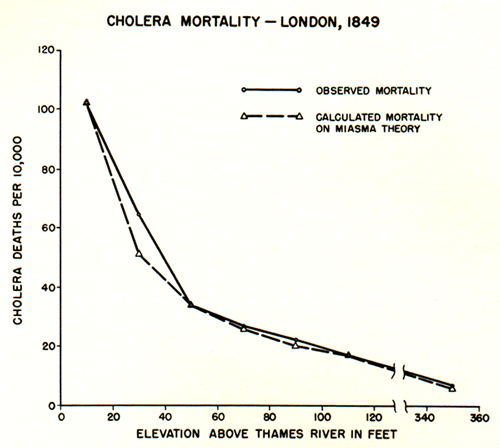 CHOLERA MORTALITY — LONDON, 1849
120
100
80
60
40
20
0
CHOLERA DEATHS PER 10,000
OBSERVED MORTALITY
CALCULATED MORTALITY
ON MIASMA THEORY
0 20 40 60 80 100 120 340 360
ELEVATION ABOVE THAMES RIVER IN FEET